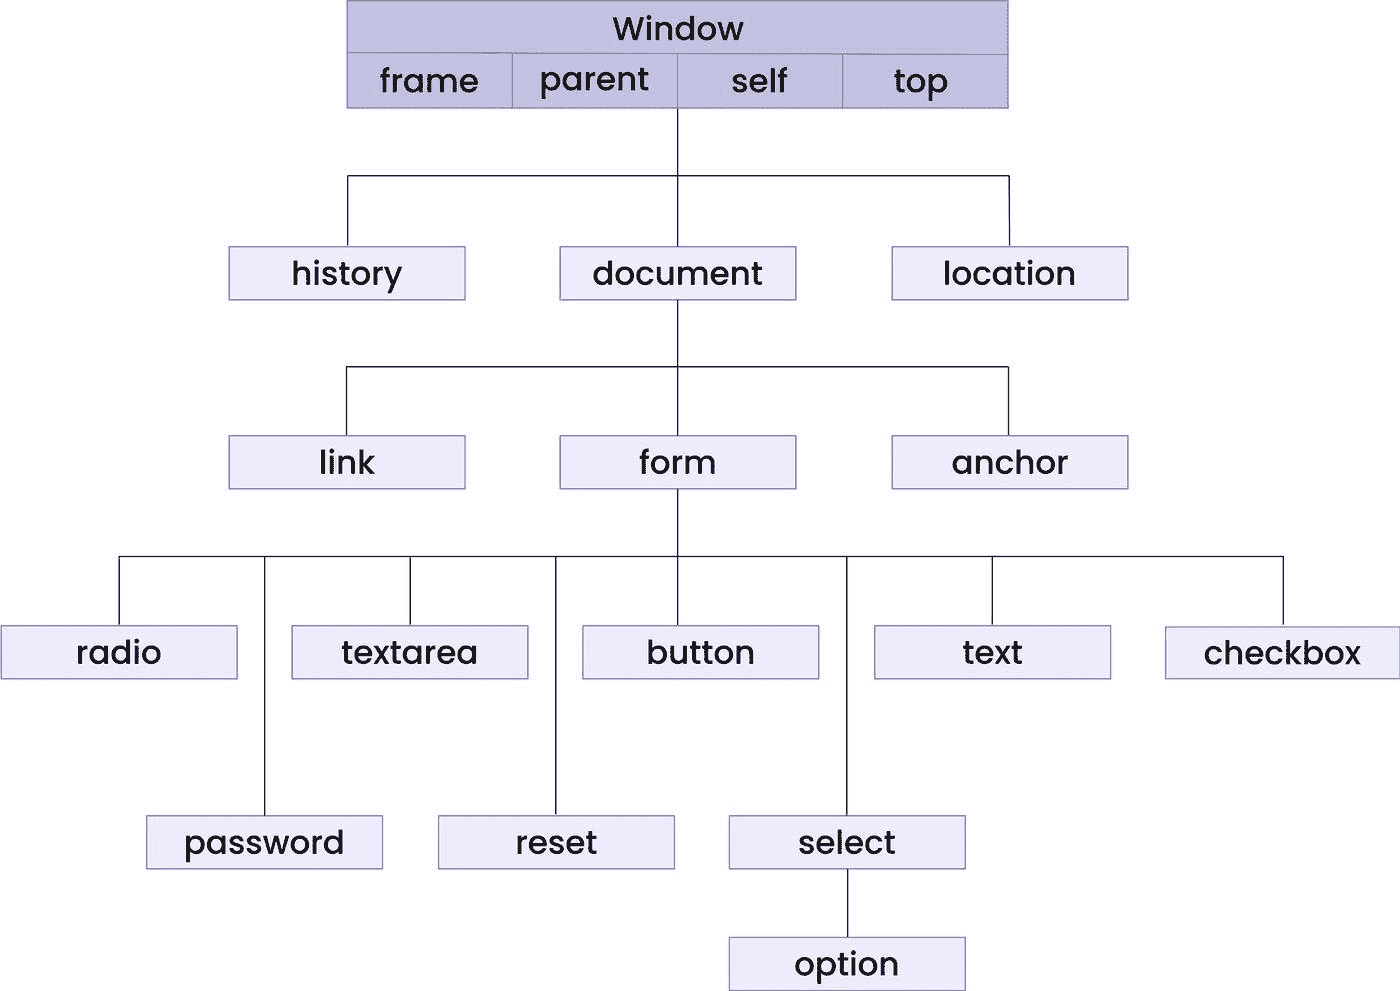 Window
frame parent self top
history document location
link form anchor
radio textarea button text checkbox
password reset select
option